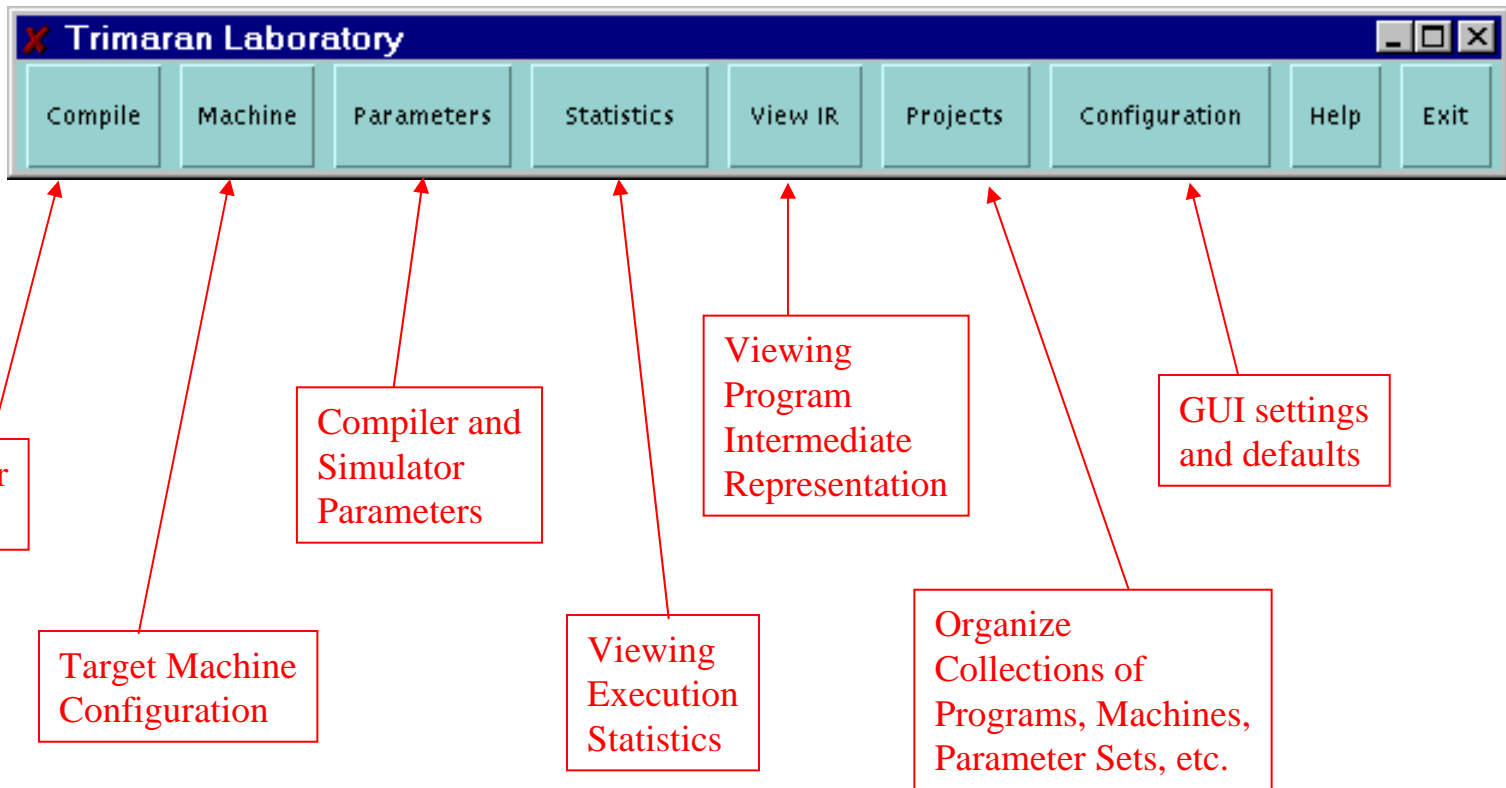 Trimaran Laboratory
Compile Machine Parameters Statistics View IR Projects Configuration Help Exit
Viewing
Program
Intermediate
Representation
GUI settings
and defaults
Compiler and
Simulator
Parameters
Organize
Collections of
Programs, Machines,
Parameter Sets, etc.
Target Machine
Configuration
Viewing
Execution
Statistics